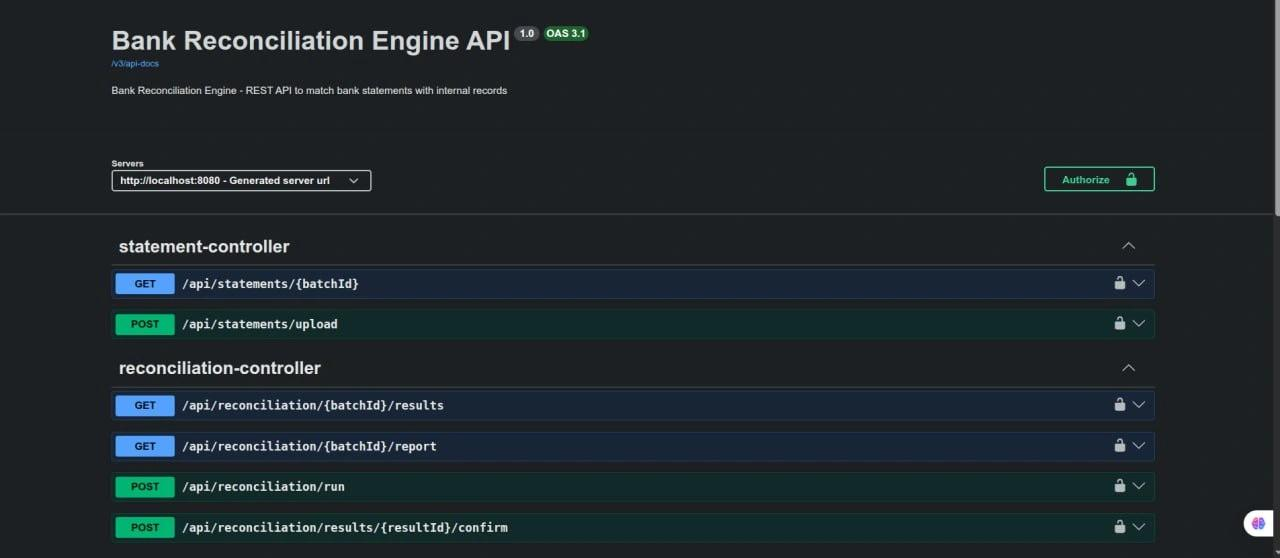 Bank Reconciliation Engine API 1.0 OAS 3.1
/v3/api-docs
Bank Reconciliation Engine - REST API to match bank statements with internal records
Servers
http://localhost:8080 - Generated server url
Authorize
statement-controller
GET /api/statements/{batchId}
POST /api/statements/upload
reconciliation-controller
GET /api/reconciliation/{batchId}/results
GET /api/reconciliation/{batchId}/report
POST /api/reconciliation/run
POST /api/reconciliation/results/{resultId}/confirm